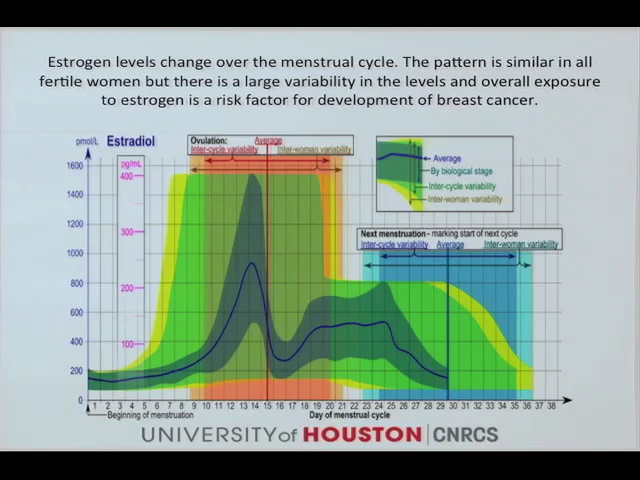 Estrogen levels change over the menstrual cycle. The pattern is similar in all
fertile women but there is a large variability in the levels and overall exposure
to estrogen is a risk factor for development of breast cancer.
pmol/L Estradiol
pg/mL
Ovulation: Average
Inter-cycle variability Inter-woman variability
Average
By biological stage
Inter-cycle variability
Inter-woman variability
Next menstruation - marking start of next cycle
Inter-cycle variability Average Inter-woman variability
1600
1400
1200
1000
800
600
400
200
0
400
300
200
100
1 2 3 4 5 6 7 8 9 10 11 12 13 14 15 16 17 18 19 20 21 22 23 24 25 26 27 28 29 30 31 32 33 34 35 36 37 38
Beginning of menstruation Day of menstrual cycle
UNIVERSITY of HOUSTON | CNRCS